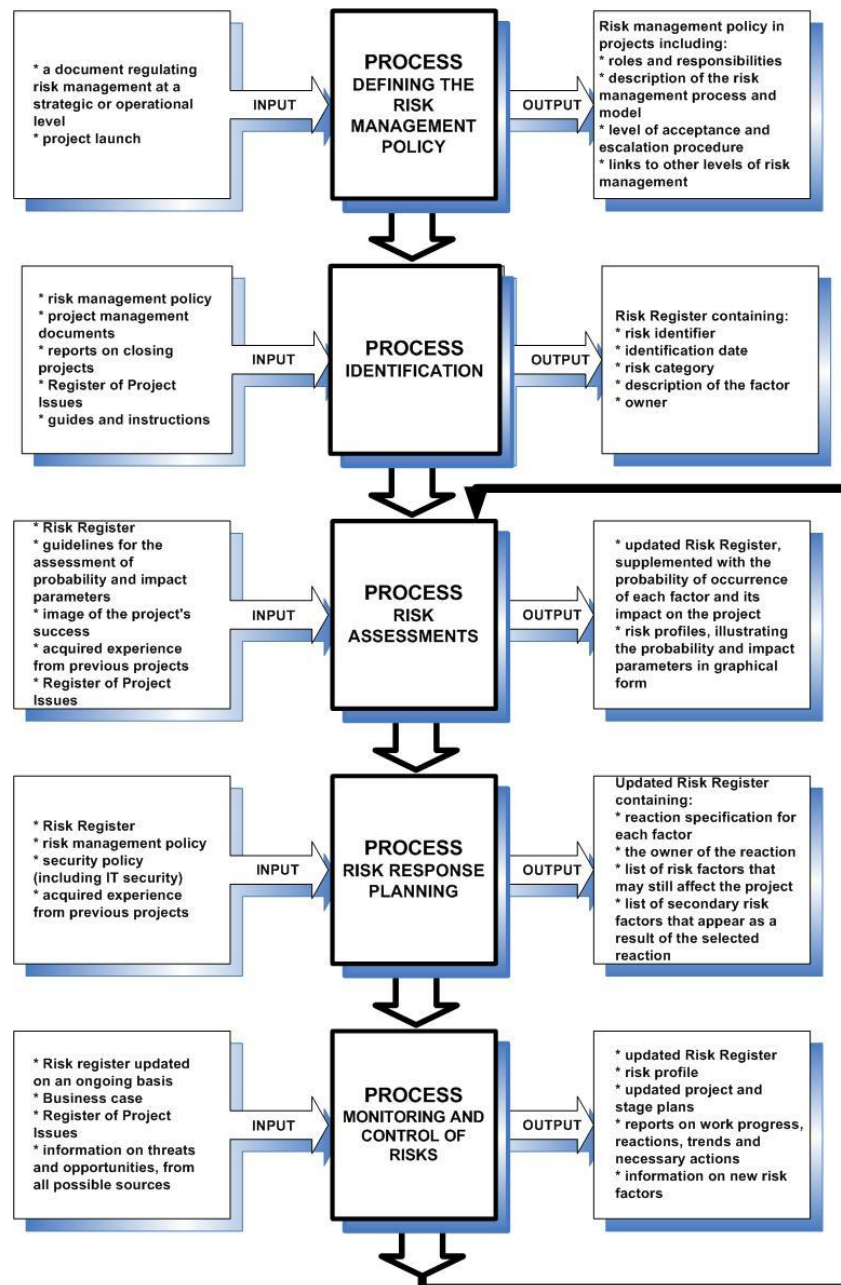 * a document regulating
risk management at a
strategic or operational
level
* project launch
INPUT
PROCESS
DEFINING THE
RISK
MANAGEMENT
POLICY
OUTPUT
Risk management policy in
projects including:
* roles and responsibilities
* description of the risk
management process and
model
* level of acceptance and
escalation procedure
* links to other levels of risk
management
* risk management policy
* project management
documents
* reports on closing
projects
* Register of Project
Issues
* guides and instructions
INPUT
PROCESS
IDENTIFICATION
OUTPUT
Risk Register containing:
* risk identifier
* identification date
* risk category
* description of the factor
* owner
* Risk Register
* guidelines for the
assessment of
probability and impact
parameters
* image of the project's
success
* acquired experience
from previous projects
* Register of Project
Issues
INPUT
PROCESS
RISK
ASSESSMENTS
OUTPUT
* updated Risk Register,
supplemented with the
probability of occurrence
of each factor and its
impact on the project
* risk profiles, illustrating
the probability and impact
parameters in graphical
form
* Risk Register
* risk management policy
* security policy
(including IT security)
* acquired experience
from previous projects
INPUT
PROCESS
RISK RESPONSE
PLANNING
OUTPUT
Updated Risk Register
containing:
* reaction specification for
each factor
* the owner of the reaction
* list of risk factors that
may still affect the project
* list of secondary risk
factors that appear as a
result of the selected
reaction
* Risk register updated
on an ongoing basis
* Business case
* Register of Project
Issues
* information on threats
and opportunities, from
all possible sources
INPUT
PROCESS
MONITORING AND
CONTROL OF
RISKS
OUTPUT
* updated Risk Register
* risk profile
* updated project and
stage plans
* reports on work progress,
reactions, trends and
necessary actions
* information on new risk
factors